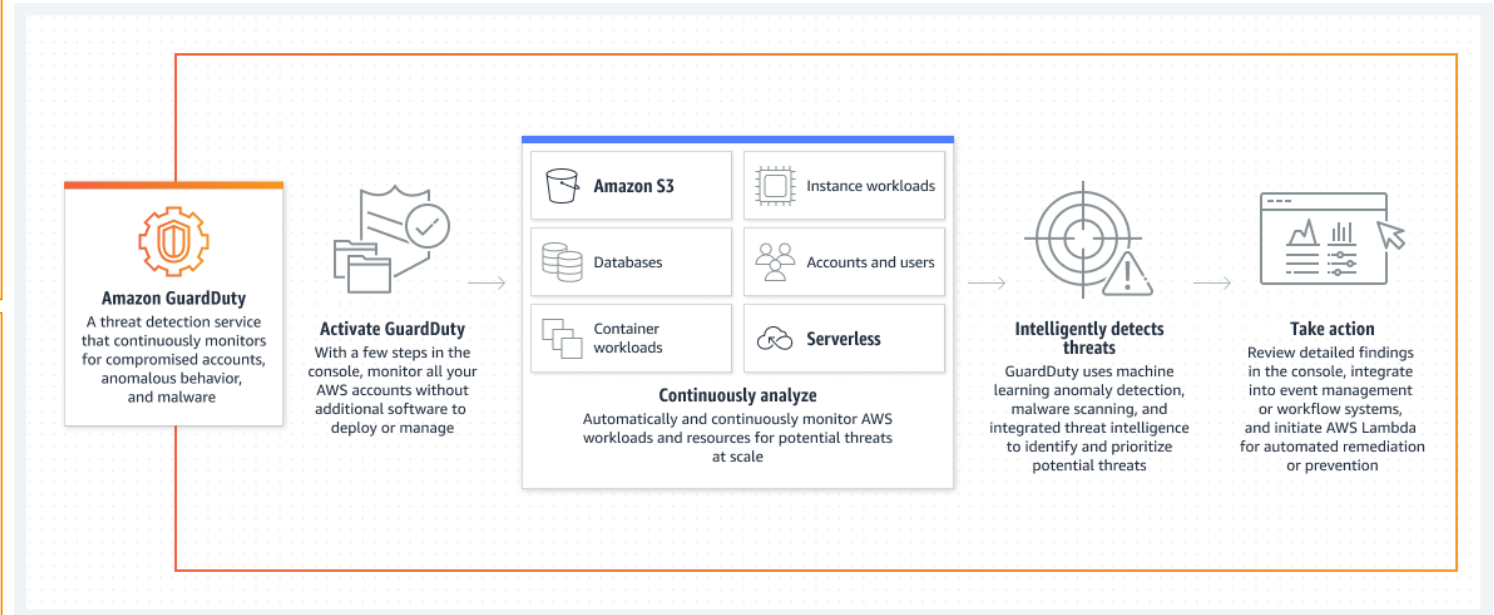 Amazon GuardDuty
A threat detection service
that continuously monitors
for compromised accounts,
anomalous behavior,
and malware
Activate GuardDuty
With a few steps in the
console, monitor all your
AWS accounts without
additional software to
deploy or manage
Amazon S3
Instance workloads
Databases
Accounts and users
Container
workloads
Serverless
Continuously analyze
Automatically and continuously monitor AWS
workloads and resources for potential threats
at scale
Intelligently detects
threats
GuardDuty uses machine
learning anomaly detection,
malware scanning, and
integrated threat intelligence
to identify and prioritize
potential threats
Take action
Review detailed findings
in the console, integrate
into event management
or workflow systems,
and initiate AWS Lambda
for automated remediation
or prevention